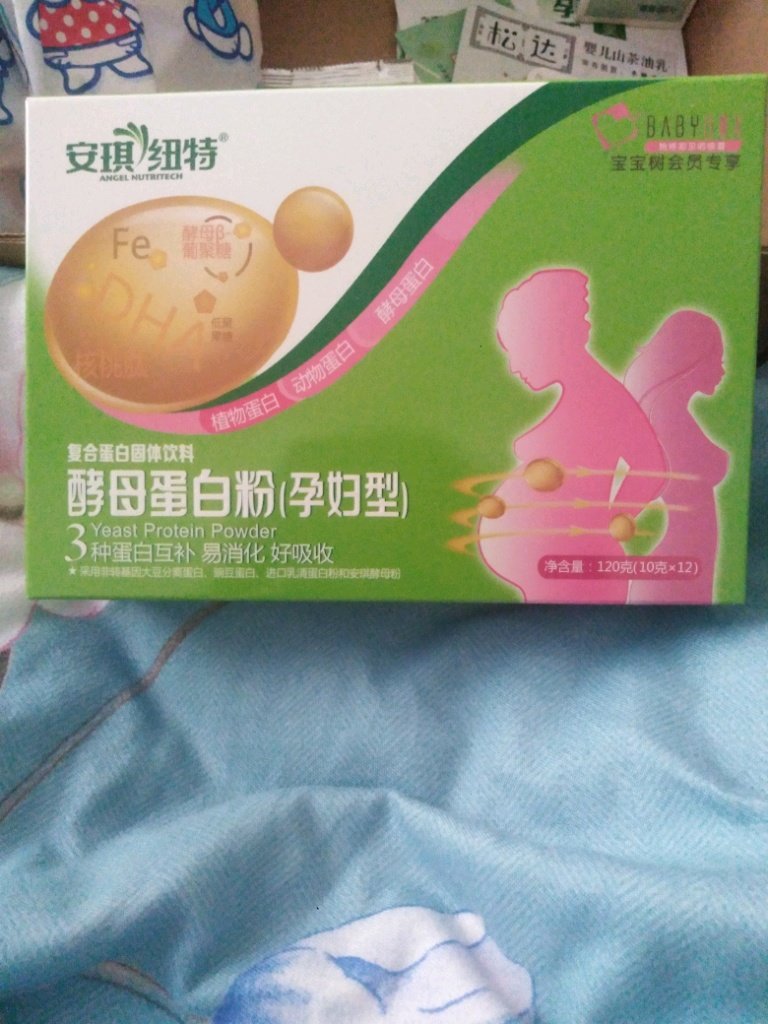 松达
婴儿山茶油乳
安琪纽特®
ANGEL NUTRITECH
BABY
宝宝树会员专享
Fe
酵母β-
葡聚糖
DHA
植物蛋白
动物蛋白
酵母蛋白
复合蛋白固体饮料
酵母蛋白粉(孕妇型)
Yeast Protein Powder
3种蛋白互补 易消化 好吸收
★采用非转基因大豆分离蛋白、豌豆蛋白、进口乳清蛋白粉和安琪酵母粉
净含量：120克(10克×12)